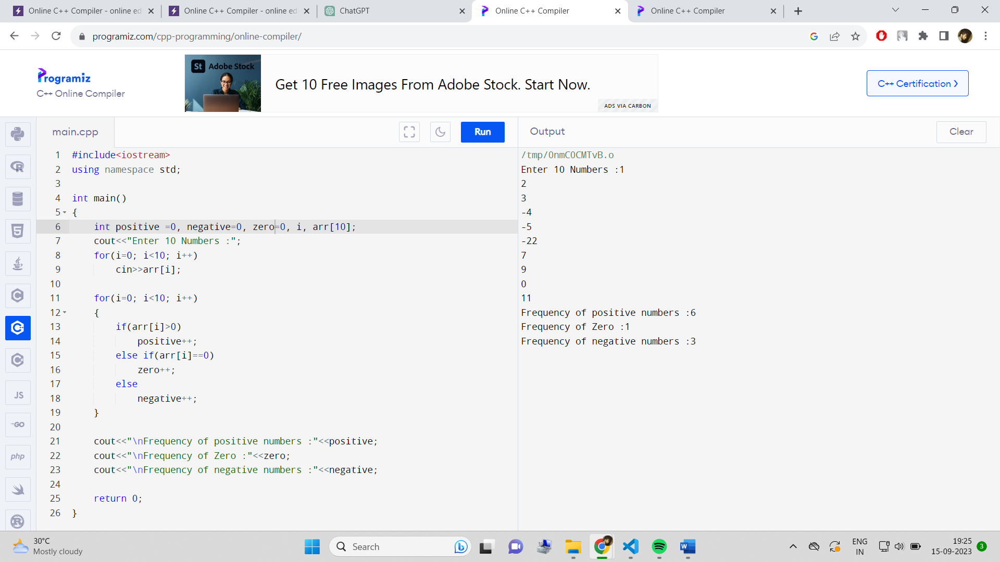 Online C++ Compiler - online ed
Online C++ Compiler - online ed
ChatGPT
Online C++ Compiler
Online C++ Compiler
programiz.com/cpp-programming/online-compiler/
Programiz
C++ Online Compiler
St Adobe Stock
Get 10 Free Images From Adobe Stock. Start Now.
ADS VIA CARBON
C++ Certification >
main.cpp
Run
Output
Clear
1 #include<iostream>
2 using namespace std;
3
4 int main()
5 {
6 int positive =0, negative=0, zero=0, i, arr[10];
7 cout<<"Enter 10 Numbers :";
8 for(i=0; i<10; i++)
9 cin>>arr[i];
10
11 for(i=0; i<10; i++)
12 {
13 if(arr[i]>0)
14 positive++;
15 else if(arr[i]==0)
16 zero++;
17 else
18 negative++;
19 }
20
21 cout<<"\nFrequency of positive numbers :"<<positive;
22 cout<<"\nFrequency of Zero :"<<zero;
23 cout<<"\nFrequency of negative numbers :"<<negative;
24
25 return 0;
26 }
/tmp/0nmC0CMTvB.o
Enter 10 Numbers :1
2
3
-4
-5
-22
7
9
0
11
Frequency of positive numbers :6
Frequency of Zero :1
Frequency of negative numbers :3
R
5
C
C
C
JS
GO
php
R
30°C
Mostly cloudy
Search
ENG
IN
19:25
15-09-2023
3